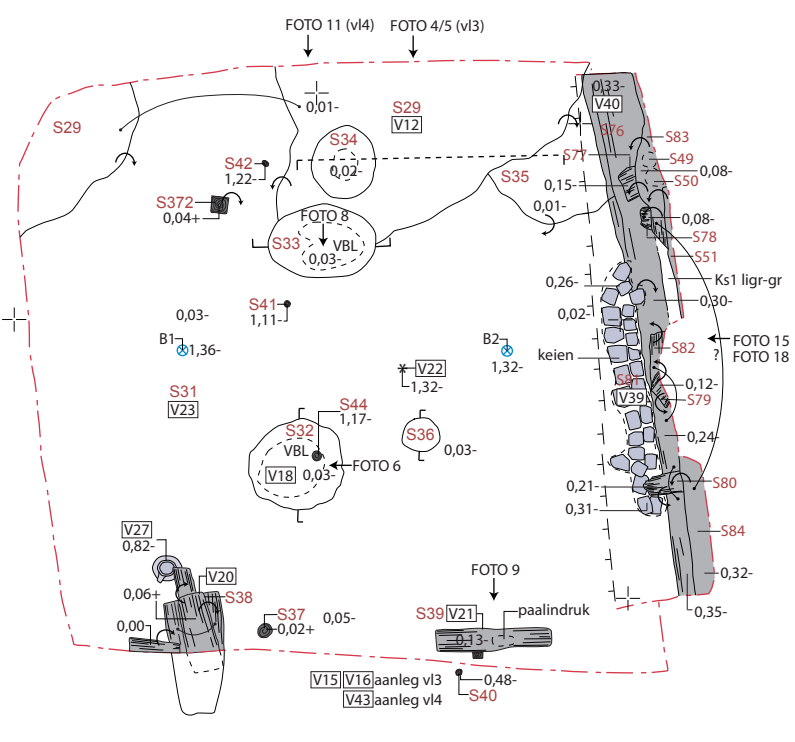 FOTO 11 (vl4)
FOTO 4/5 (vl3)
0,33-
V40
0,01-
S29
S29
V12
S76
S34
S83
S42
1,22-
0,02-
S77
S49
0,08-
S35
S50
0,15-
S372
0,04+
0,01-
FOTO 8
0,08-
S78
S33
VBL
0,03-
S51
Ks1 ligr-gr
0,26-
S41
1,11-
0,30-
0,03-
0,02-
B1
1,36-
B2
1,32-
FOTO 15
?
FOTO 18
S82
keien
V22
1,32-
S81
0,12-
S31
V23
V39
S79
S44
1,17-
S32
S36
0,24-
VBL
0,03-
V18
0,03-
FOTO 6
0,21-
S80
0,31-
V27
0,82-
S84
FOTO 9
V20
0,32-
0,06+
S38
S37
0,02+
0,05-
S39
V21
paalindruk
0,35-
0,00
0,13-
V15 V16 aanleg vl3
0,48-
V43 aanleg vl4
S40